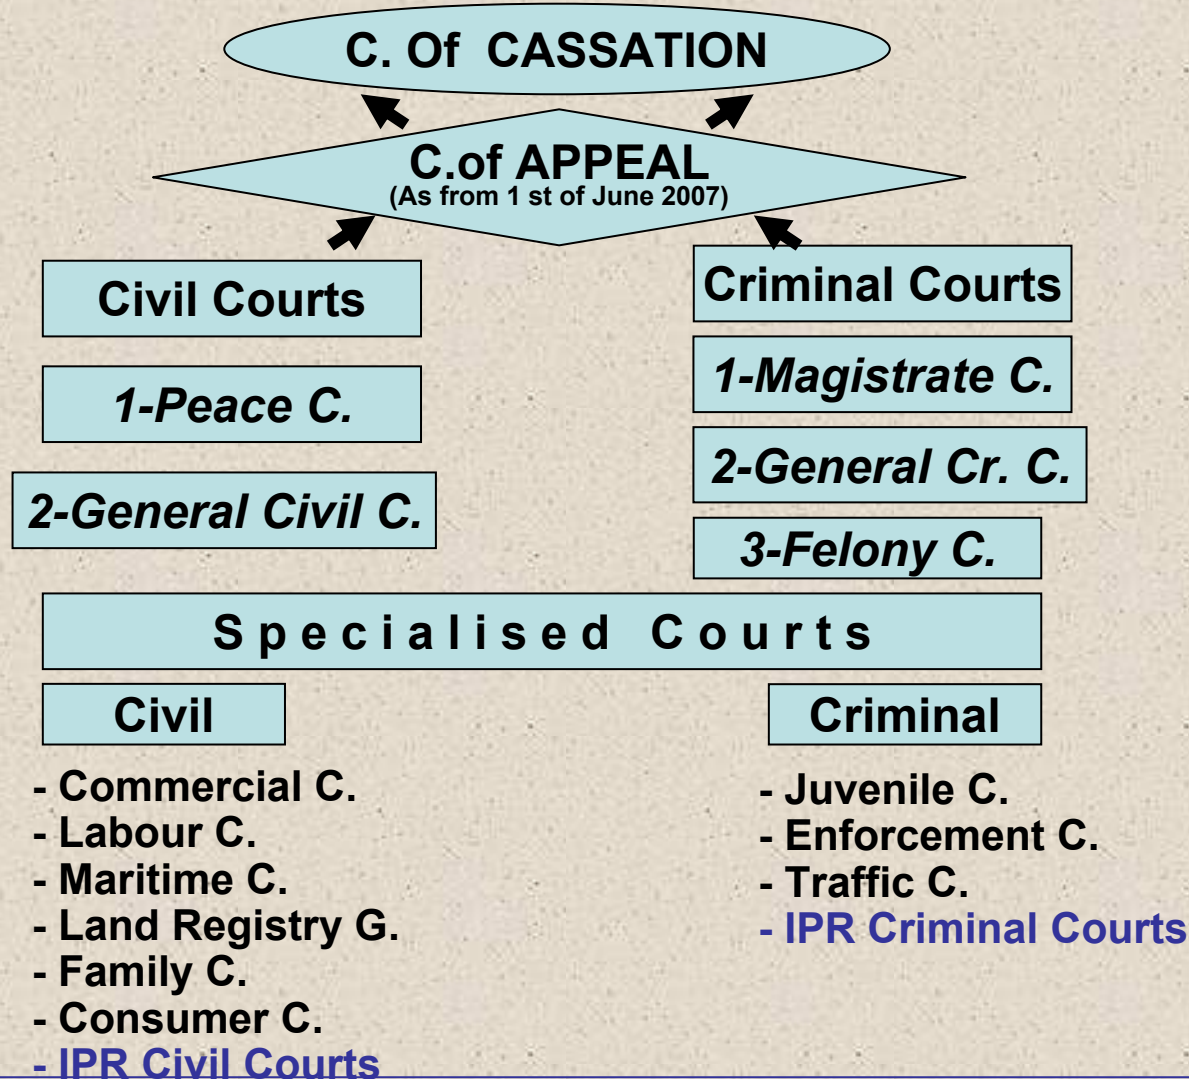 C. Of CASSATION
C.of APPEAL
(As from 1 st of June 2007)
Civil Courts
1-Peace C.
2-General Civil C.
Criminal Courts
1-Magistrate C.
2-General Cr. C.
3-Felony C.
Specialised Courts
Civil
- Commercial C.
- Labour C.
- Maritime C.
- Land Registry G.
- Family C.
- Consumer C.
- IPR Civil Courts
Criminal
- Juvenile C.
- Enforcement C.
- Traffic C.
- IPR Criminal Courts